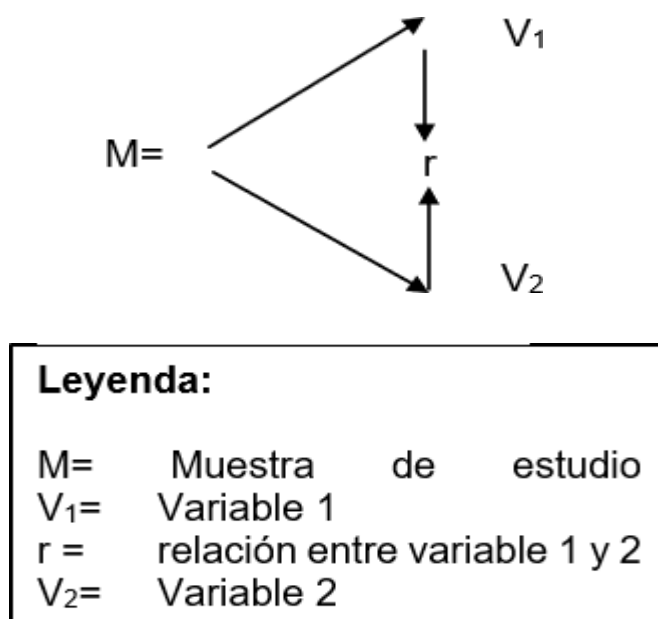 V₁
M=
r
V₂
Leyenda:
M= Muestra de estudio
V₁= Variable 1
r = relación entre variable 1 y 2
V₂= Variable 2